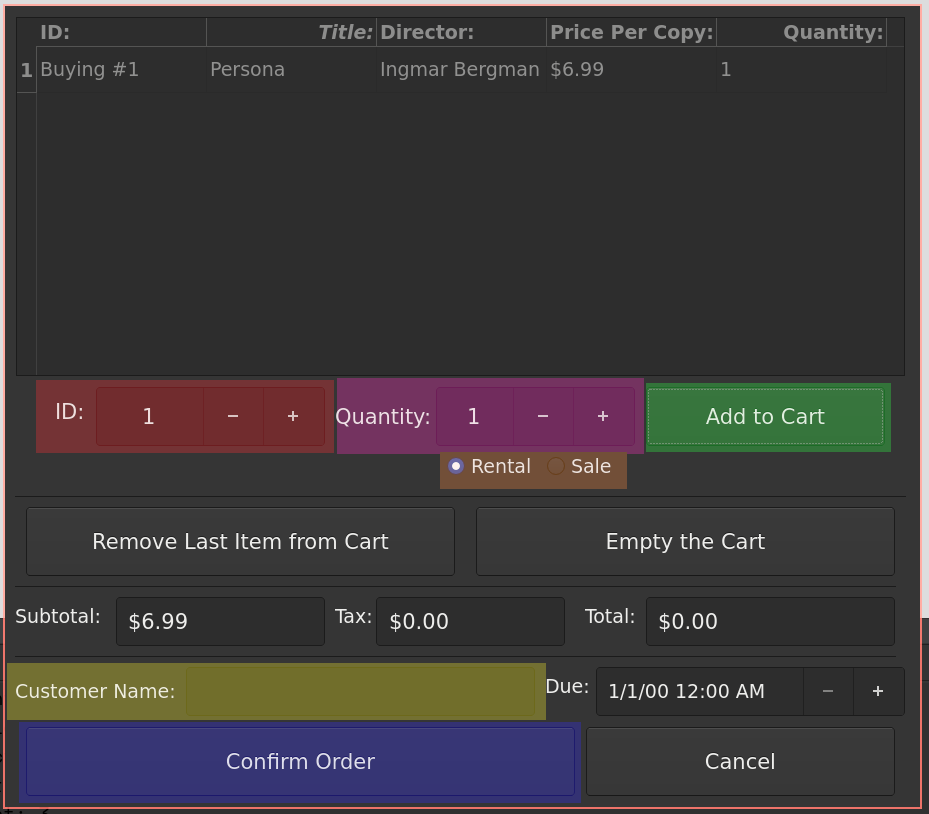 ID: Title: Director: Price Per Copy: Quantity:
1 Buying #1 Persona Ingmar Bergman $6.99 1
ID: 1 − + Quantity: 1 − + Add to Cart
Rental Sale
Remove Last Item from Cart Empty the Cart
Subtotal: $6.99 Tax: $0.00 Total: $0.00
Customer Name: Due: 1/1/00 12:00 AM − +
Confirm Order Cancel